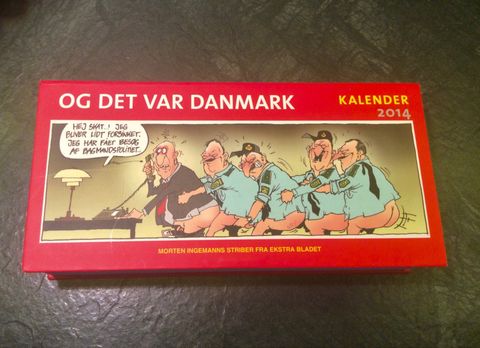 OG DET VAR DANMARK
KALENDER
2014
HEJ SKAT..! JEG
BLIVER LIDT FORSINKET.
JEG HAR FÅET BESØG
AF BAGMANDSPOLITIET.
MORTEN INGEMANNS STRIBER FRA EKSTRA BLADET